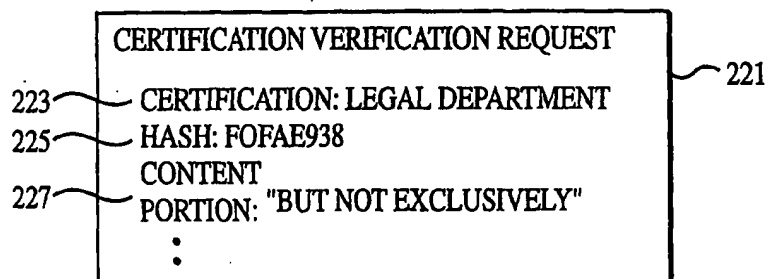 CERTIFICATION VERIFICATION REQUEST
221
223 CERTIFICATION: LEGAL DEPARTMENT
225 HASH: FOFAE938
CONTENT
227 PORTION: "BUT NOT EXCLUSIVELY"